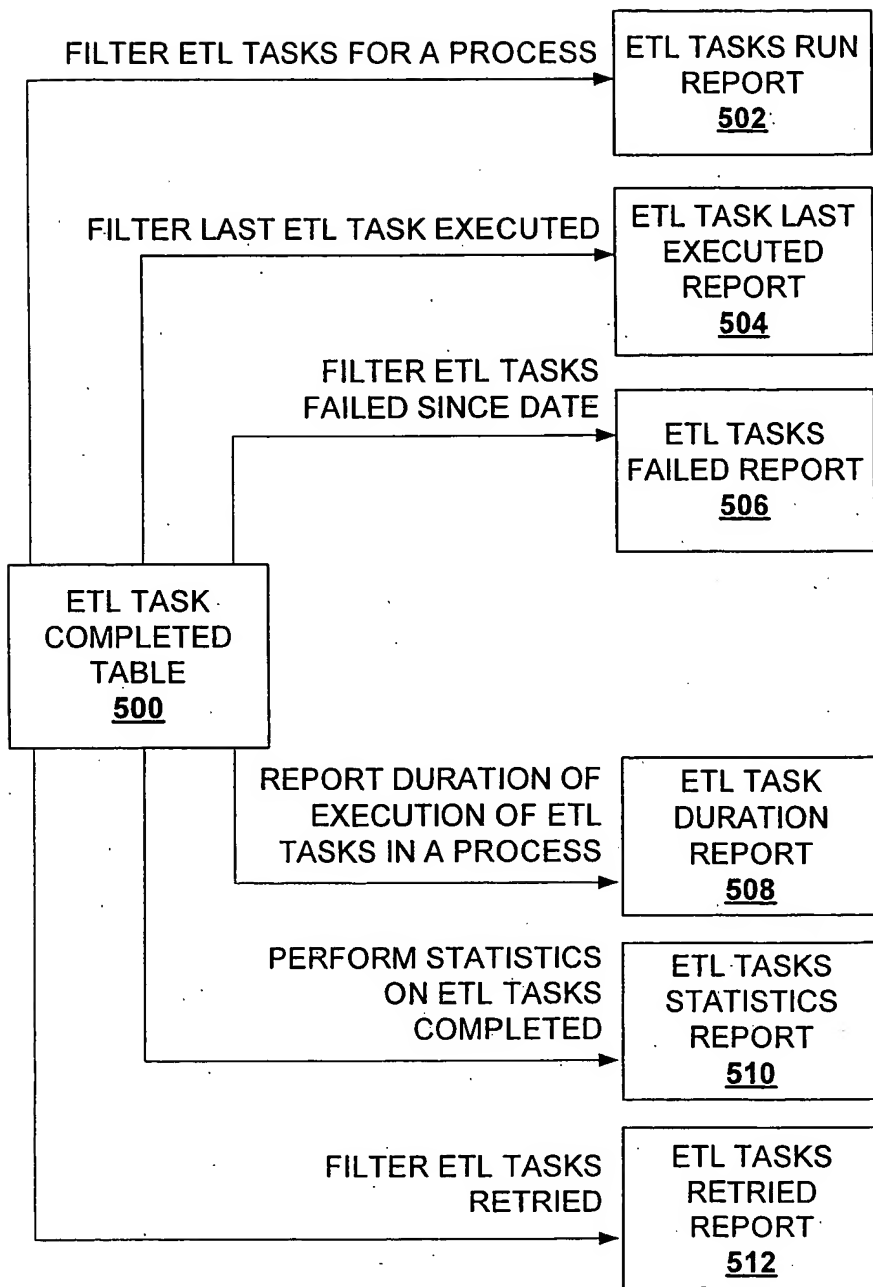 FILTER ETL TASKS FOR A PROCESS
ETL TASKS RUN
REPORT
502
FILTER LAST ETL TASK EXECUTED
ETL TASK LAST
EXECUTED
REPORT
504
FILTER ETL TASKS
FAILED SINCE DATE
ETL TASKS
FAILED REPORT
506
ETL TASK
COMPLETED
TABLE
500
REPORT DURATION OF
EXECUTION OF ETL
TASKS IN A PROCESS
ETL TASK
DURATION
REPORT
508
PERFORM STATISTICS
ON ETL TASKS
COMPLETED
ETL TASKS
STATISTICS
REPORT
510
FILTER ETL TASKS
RETRIED
ETL TASKS
RETRIED
REPORT
512